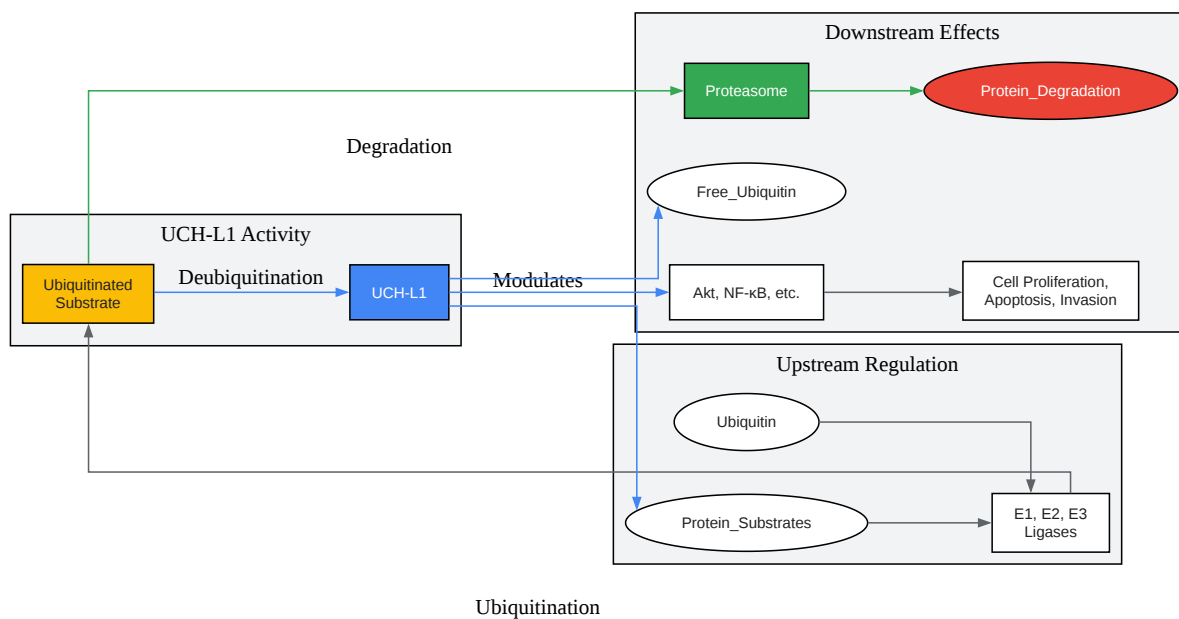 Downstream Effects
Proteasome
Protein_Degradation
Degradation
Free_Ubiquitin
UCH-L1 Activity
Ubiquitinated
Substrate
Deubiquitination
UCH-L1
Modulates
Akt, NF-κB, etc.
Cell Proliferation,
Apoptosis, Invasion
Upstream Regulation
Ubiquitin
Protein_Substrates
E1, E2, E3
Ligases
Ubiquitination